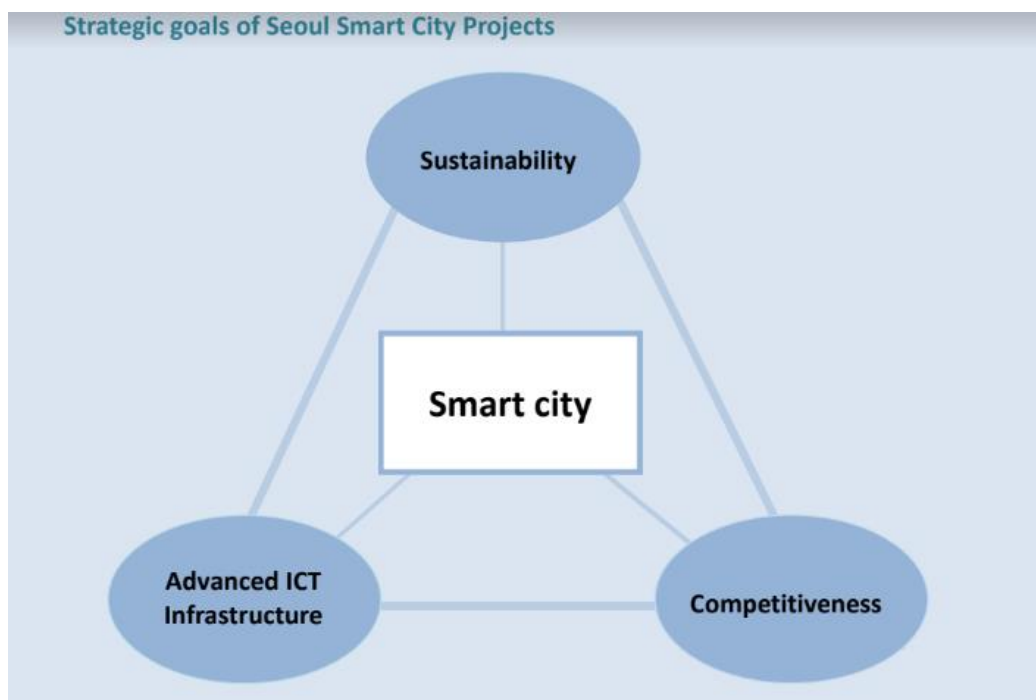 Strategic goals of Seoul Smart City Projects
Sustainability
Smart city
Advanced ICT
Infrastructure
Competitiveness